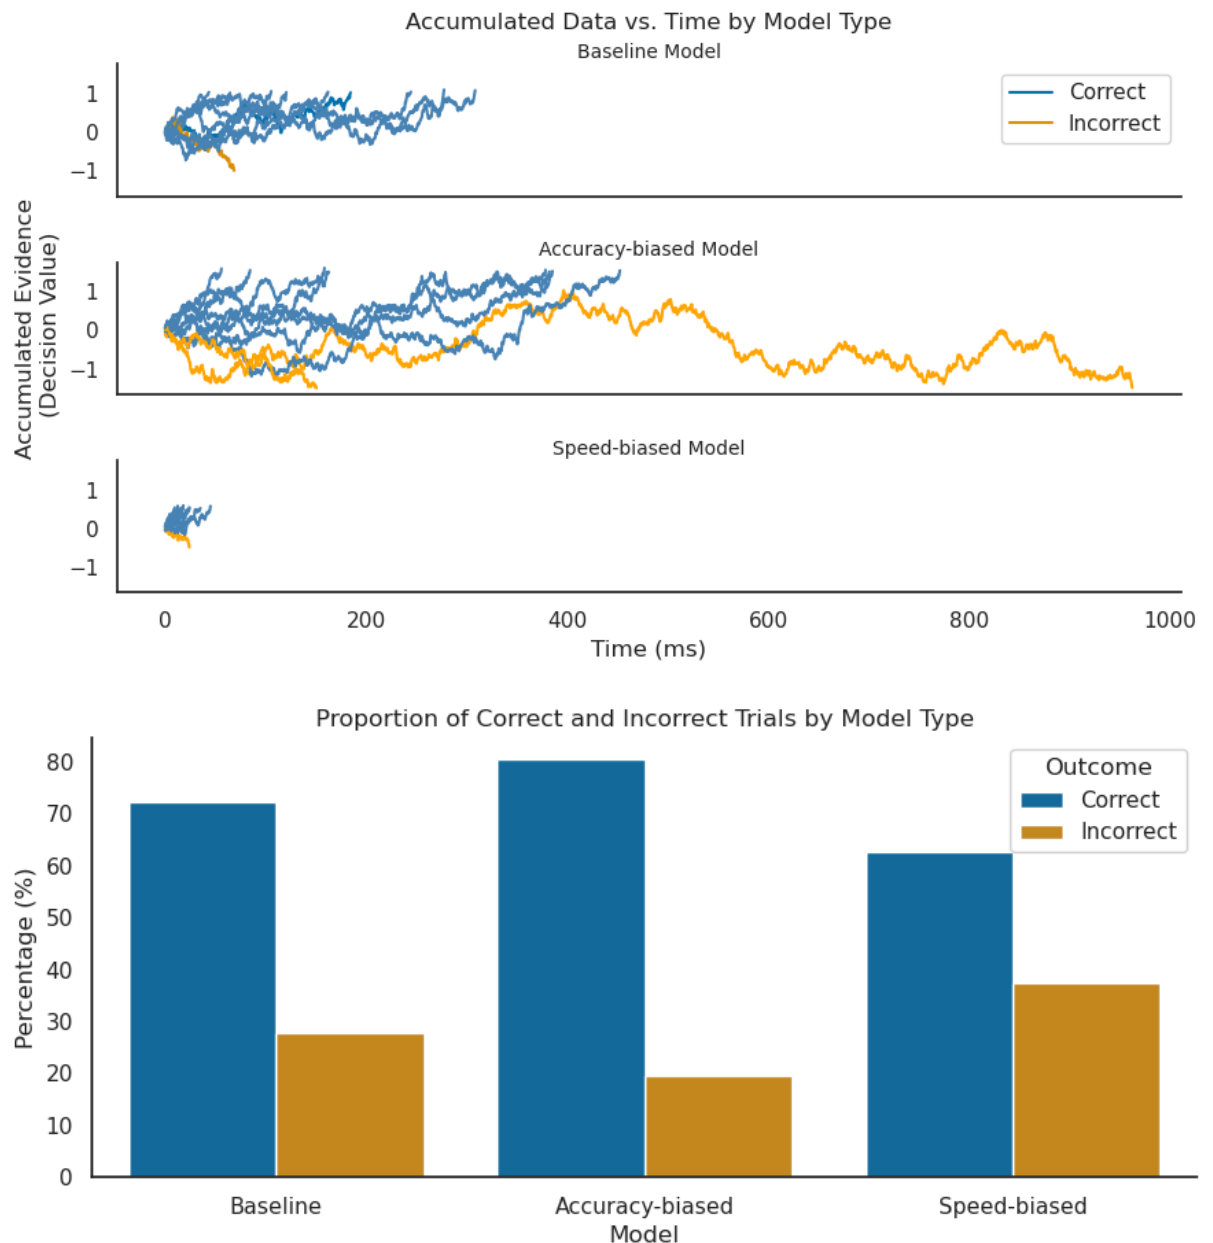 Accumulated Data vs. Time by Model Type
Baseline Model
1
0
−1
Correct
Incorrect
Accumulated Evidence
(Decision Value)
Accuracy-biased Model
1
0
−1
Speed-biased Model
1
0
−1
0 200 400 600 800 1000
Time (ms)
Proportion of Correct and Incorrect Trials by Model Type
Outcome
Correct
Incorrect
Percentage (%)
80
70
60
50
40
30
20
10
0
Baseline Accuracy-biased Speed-biased
Model